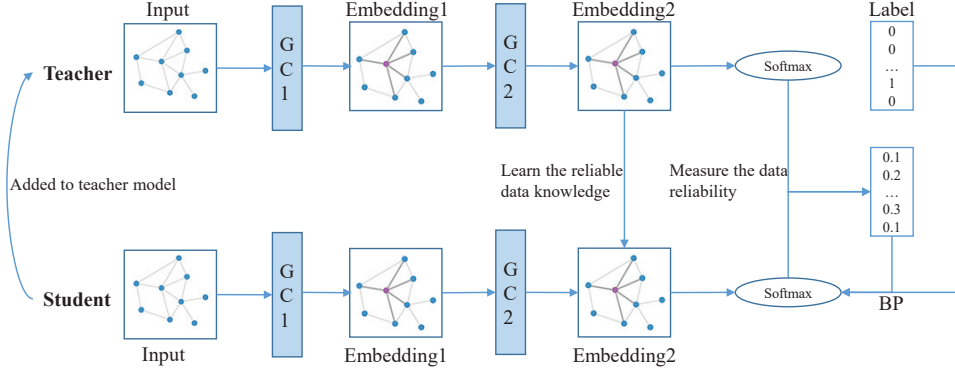 Input
Embedding1
Embedding2
Label
Teacher
G
C
1
G
C
2
Softmax
0
0
...
1
0
Added to teacher model
Learn the reliable
data knowledge
Measure the data
reliability
0.1
0.2
...
0.3
0.1
Student
G
C
1
G
C
2
Softmax
BP
Input
Embedding1
Embedding2